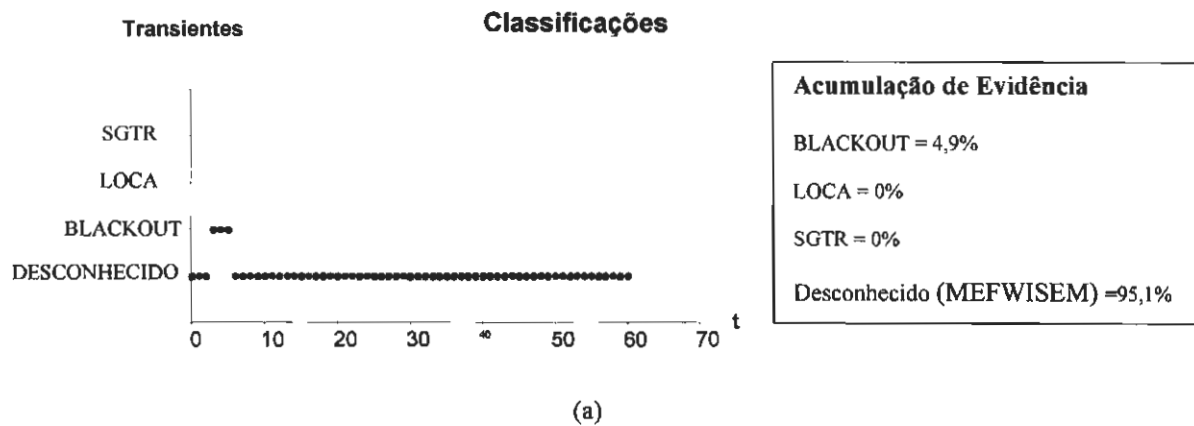 Transientes
Classificações
SGTR
LOCA
BLACKOUT
DESCONHECIDO
0 10 20 30 40 50 60 70
t
Acumulação de Evidência
BLACKOUT = 4,9%
LOCA = 0%
SGTR = 0%
Desconhecido (MEFWISEM) =95,1%
(a)